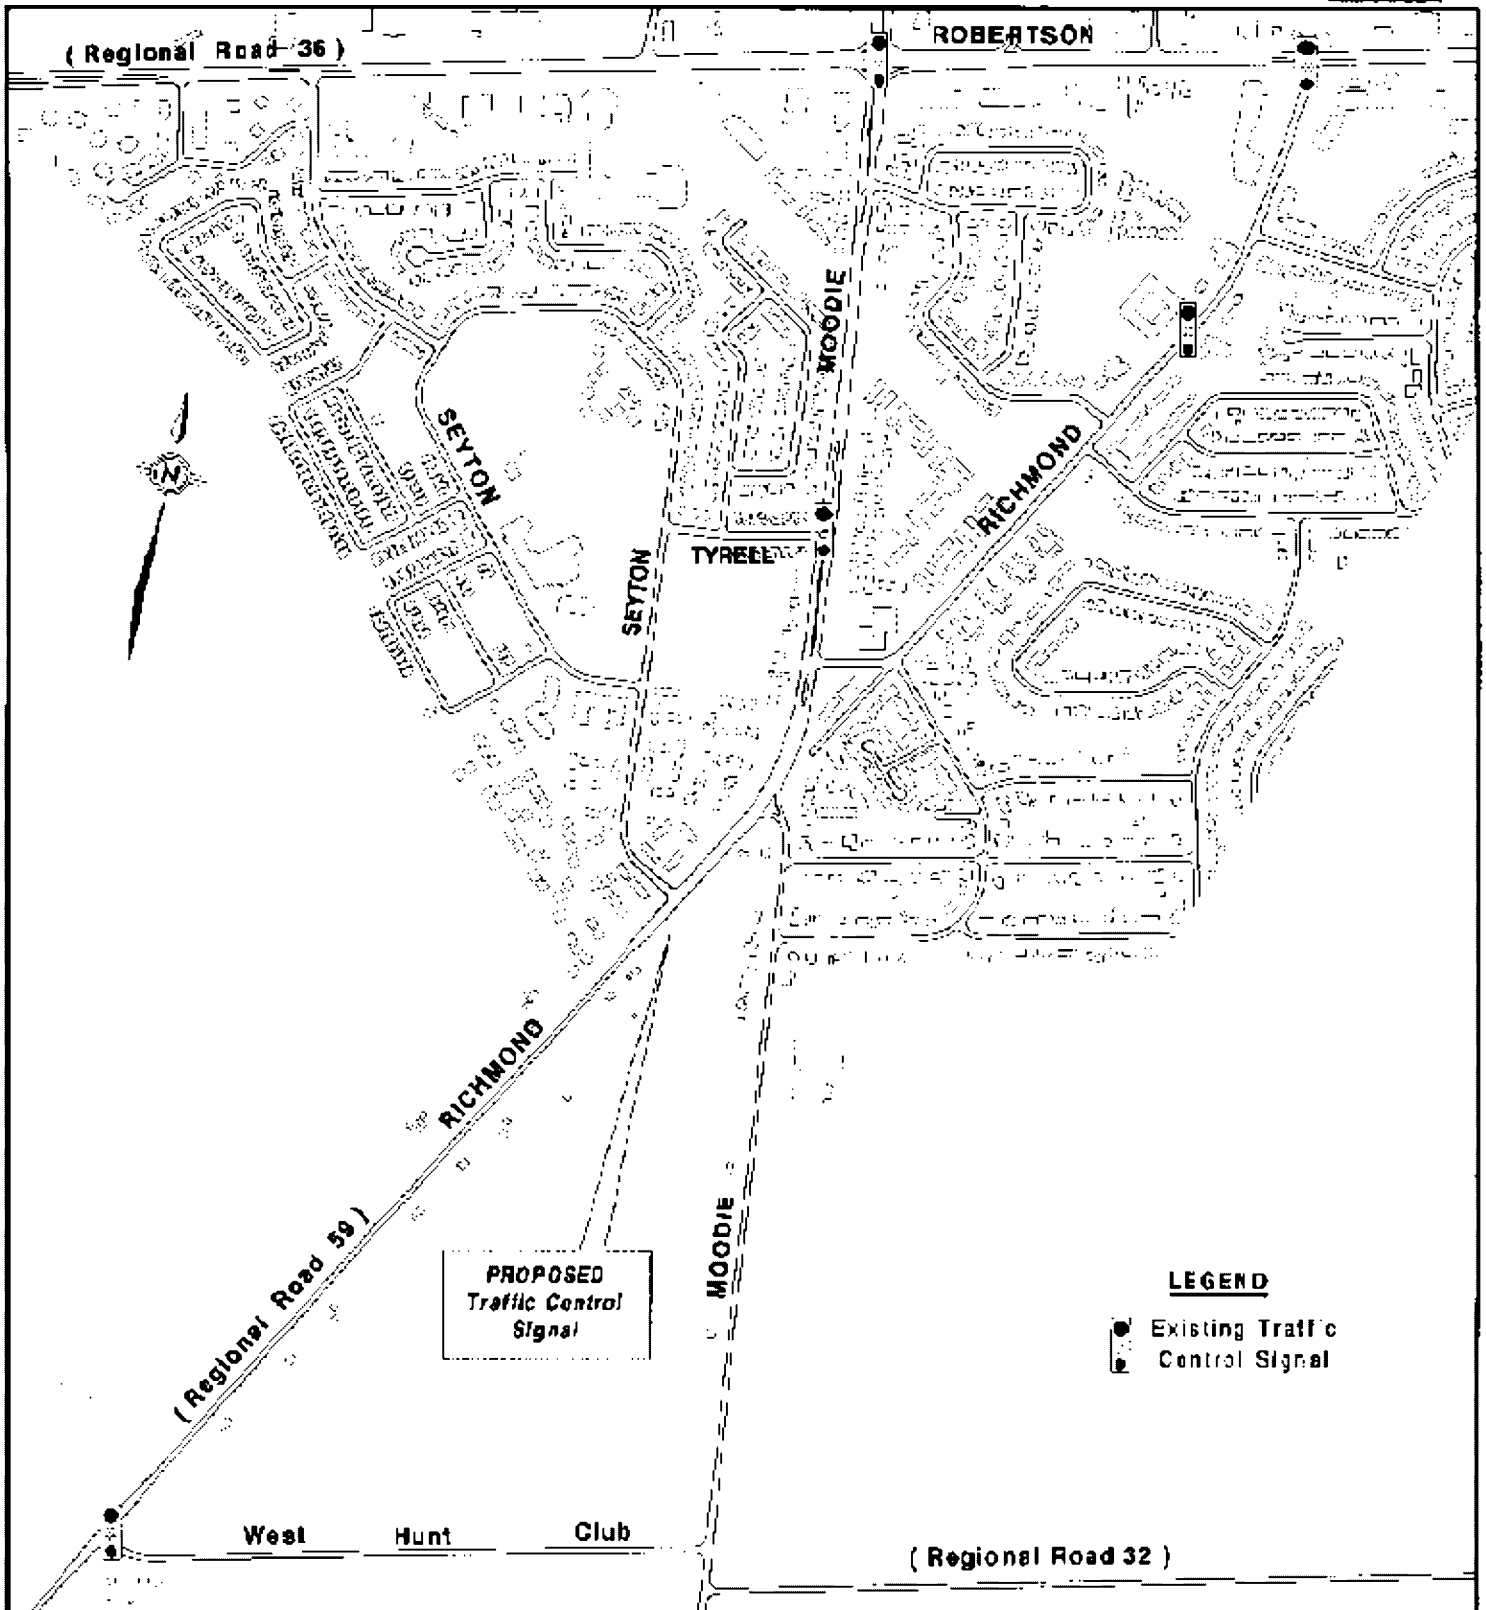 ( Regional Road 36 )
ROBERTSON
MOODIE
SEYTON
RICHMOND
N
SEYTON
TYRELL
RICHMOND
(Regional Road 59)
MOODIE
PROPOSED
Traffic Control
Signal
LEGEND
Existing Traffic
Control Signal
West Hunt Club
( Regional Road 32 )